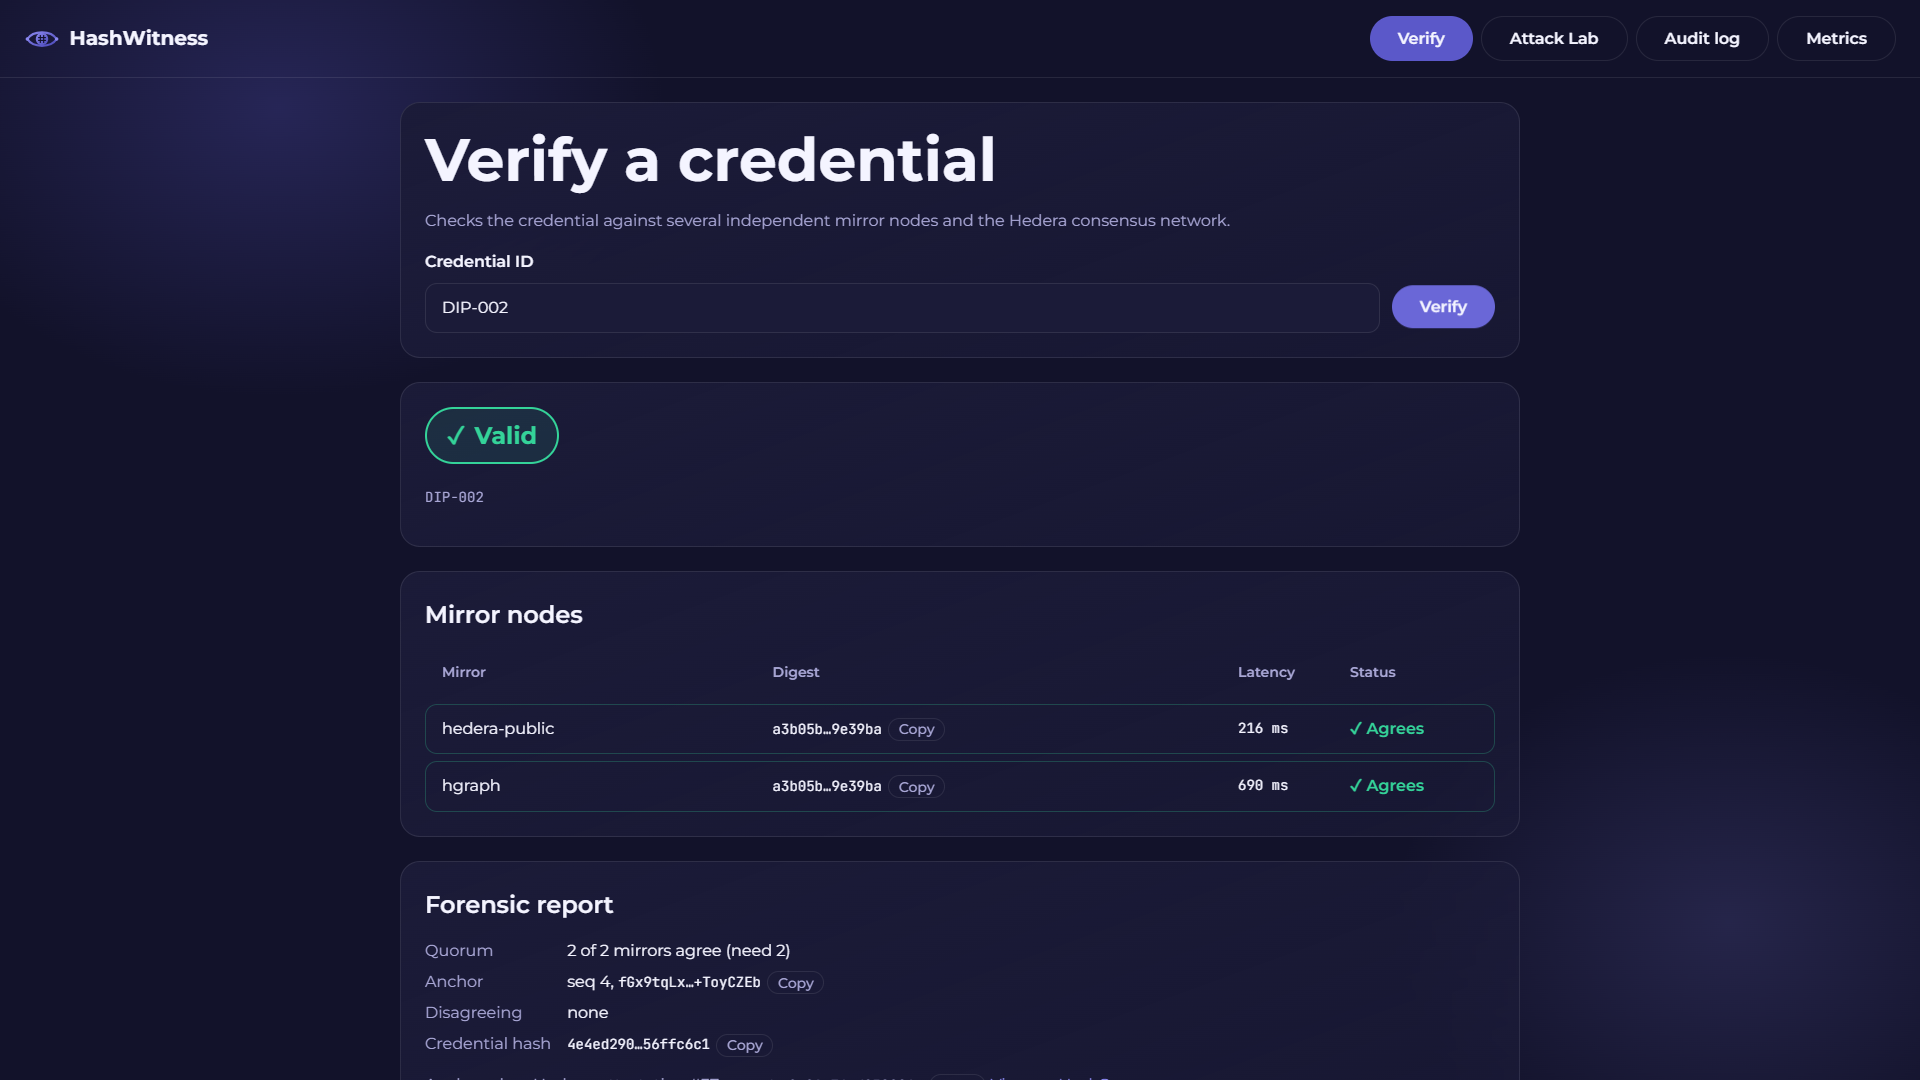 HashWitness
Verify
Attack Lab
Audit log
Metrics
Verify a credential
Checks the credential against several independent mirror nodes and the Hedera consensus network.
Credential ID
DIP-002
Verify
✓ Valid
DIP-002
Mirror nodes
Mirror Digest Latency Status
hedera-public a3b05b…9e39ba Copy 216 ms ✓ Agrees
hgraph a3b05b…9e39ba Copy 690 ms ✓ Agrees
Forensic report
Quorum 2 of 2 mirrors agree (need 2)
Anchor seq 4, fGx9tqLx…+ToyCZEb Copy
Disagreeing none
Credential hash 4e4ed290…56ffc6c1 Copy